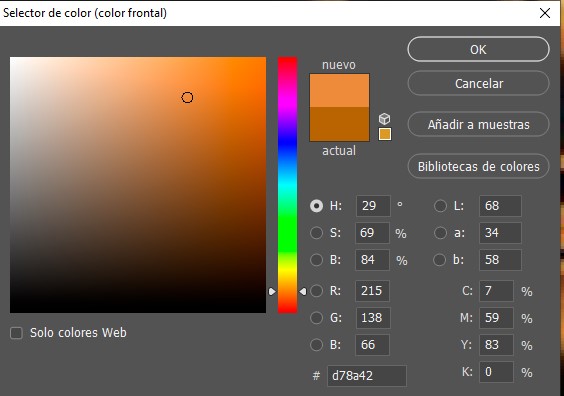 Selector de color (color frontal)
nuevo
actual
OK
Cancelar
Añadir a muestras
Bibliotecas de colores
H: 29 °
S: 69 %
B: 84 %
R: 215
G: 138
B: 66
# d78a42
L: 68
a: 34
b: 58
C: 7 %
M: 59 %
Y: 83 %
K: 0 %
Solo colores Web